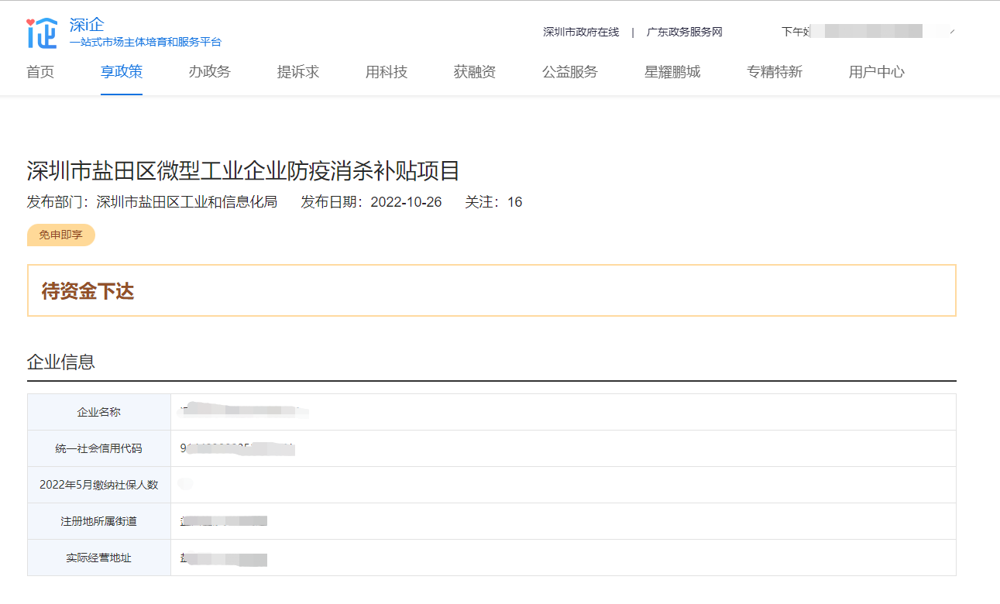 深i企
一站式市场主体培育和服务平台
深圳市政府在线 | 广东政务服务网 下午好
首页 享政策 办政务 提诉求 用科技 获融资 公益服务 星耀鹏城 专精特新 用户中心
深圳市盐田区微型工业企业防疫消杀补贴项目
发布部门：深圳市盐田区工业和信息化局 发布日期：2022-10-26 关注：16
免申即享
待资金下达
企业信息
企业名称
统一社会信用代码 9
2022年5月缴纳社保人数
注册地所属街道
实际经营地址